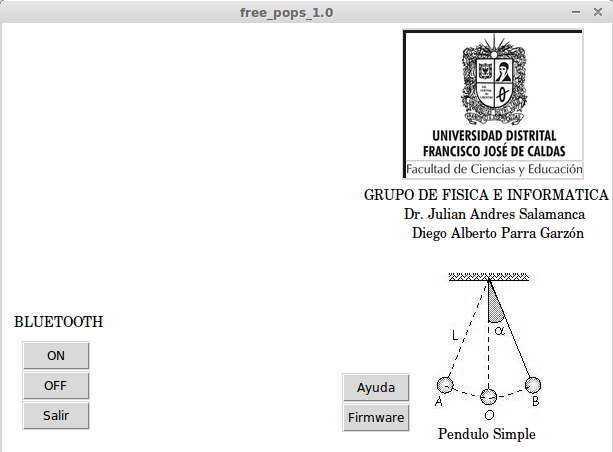 free_pops_1.0
UNIVERSIDAD DISTRITAL
FRANCISCO JOSÉ DE CALDAS
Facultad de Ciencias y Educación
GRUPO DE FISICA E INFORMATICA
Dr. Julian Andres Salamanca
Diego Alberto Parra Garzón
BLUETOOTH
ON
OFF
Salir
Ayuda
Firmware
L
α
A
O
B
Pendulo Simple